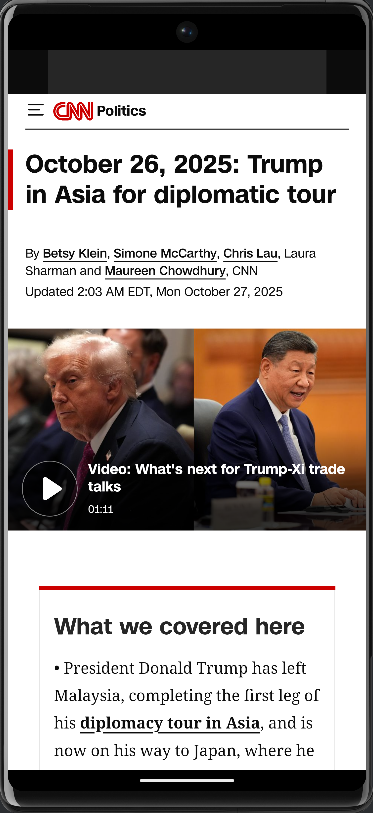 CNN Politics
October 26, 2025: Trump
in Asia for diplomatic tour
By Betsy Klein, Simone McCarthy, Chris Lau, Laura
Sharman and Maureen Chowdhury, CNN
Updated 2:03 AM EDT, Mon October 27, 2025
Video: What's next for Trump-Xi trade
talks
01:11
What we covered here
• President Donald Trump has left
Malaysia, completing the first leg of
his diplomacy tour in Asia, and is
now on his way to Japan, where he